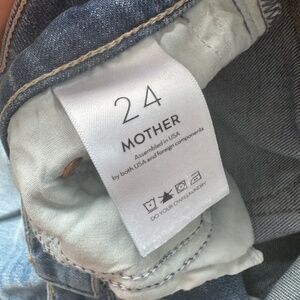 24
MOTHER
Assembled in USA
by both USA and foreign components
DO YOUR OWN LAUNDRY